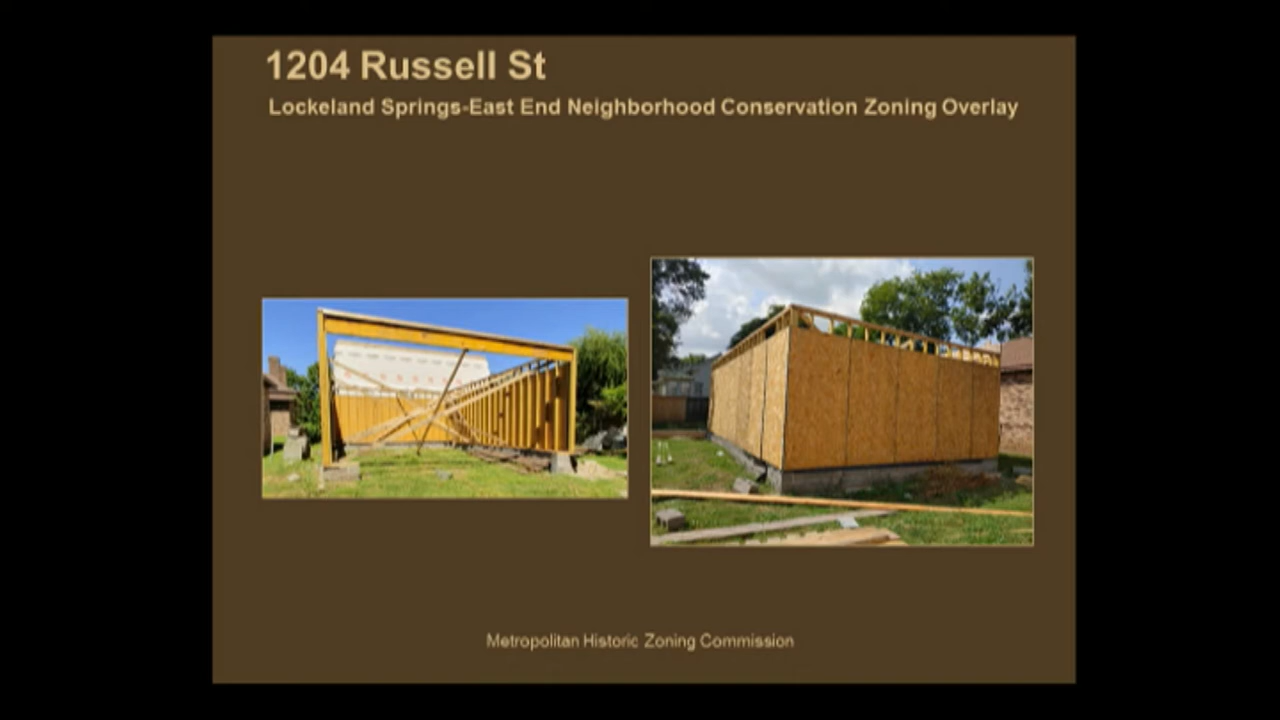 1204 Russell St
Lockeland Springs-East End Neighborhood Conservation Zoning Overlay
Metropolitan Historic Zoning Commission